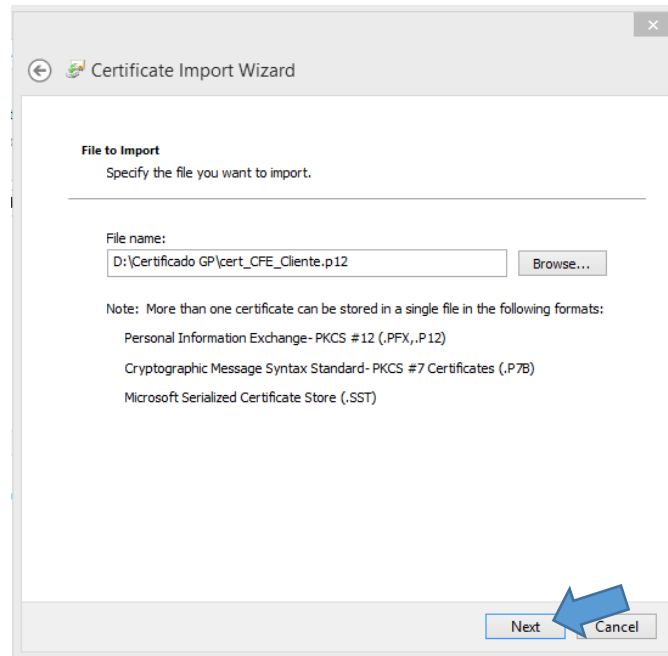 Certificate Import Wizard
File to Import
Specify the file you want to import.
File name:
D:\Certificado GP\cert_CFE_Cliente.p12
Browse...
Note: More than one certificate can be stored in a single file in the following formats:
Personal Information Exchange- PKCS #12 (.PFX,.P12)
Cryptographic Message Syntax Standard- PKCS #7 Certificates (.P7B)
Microsoft Serialized Certificate Store (.SST)
Next
Cancel